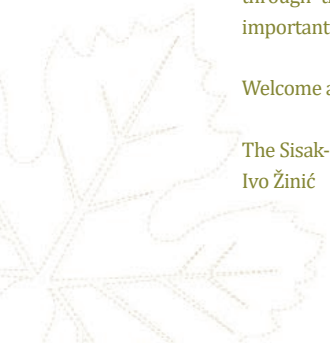 through
important
Welcome a
The Sisak-
Ivo Žinić